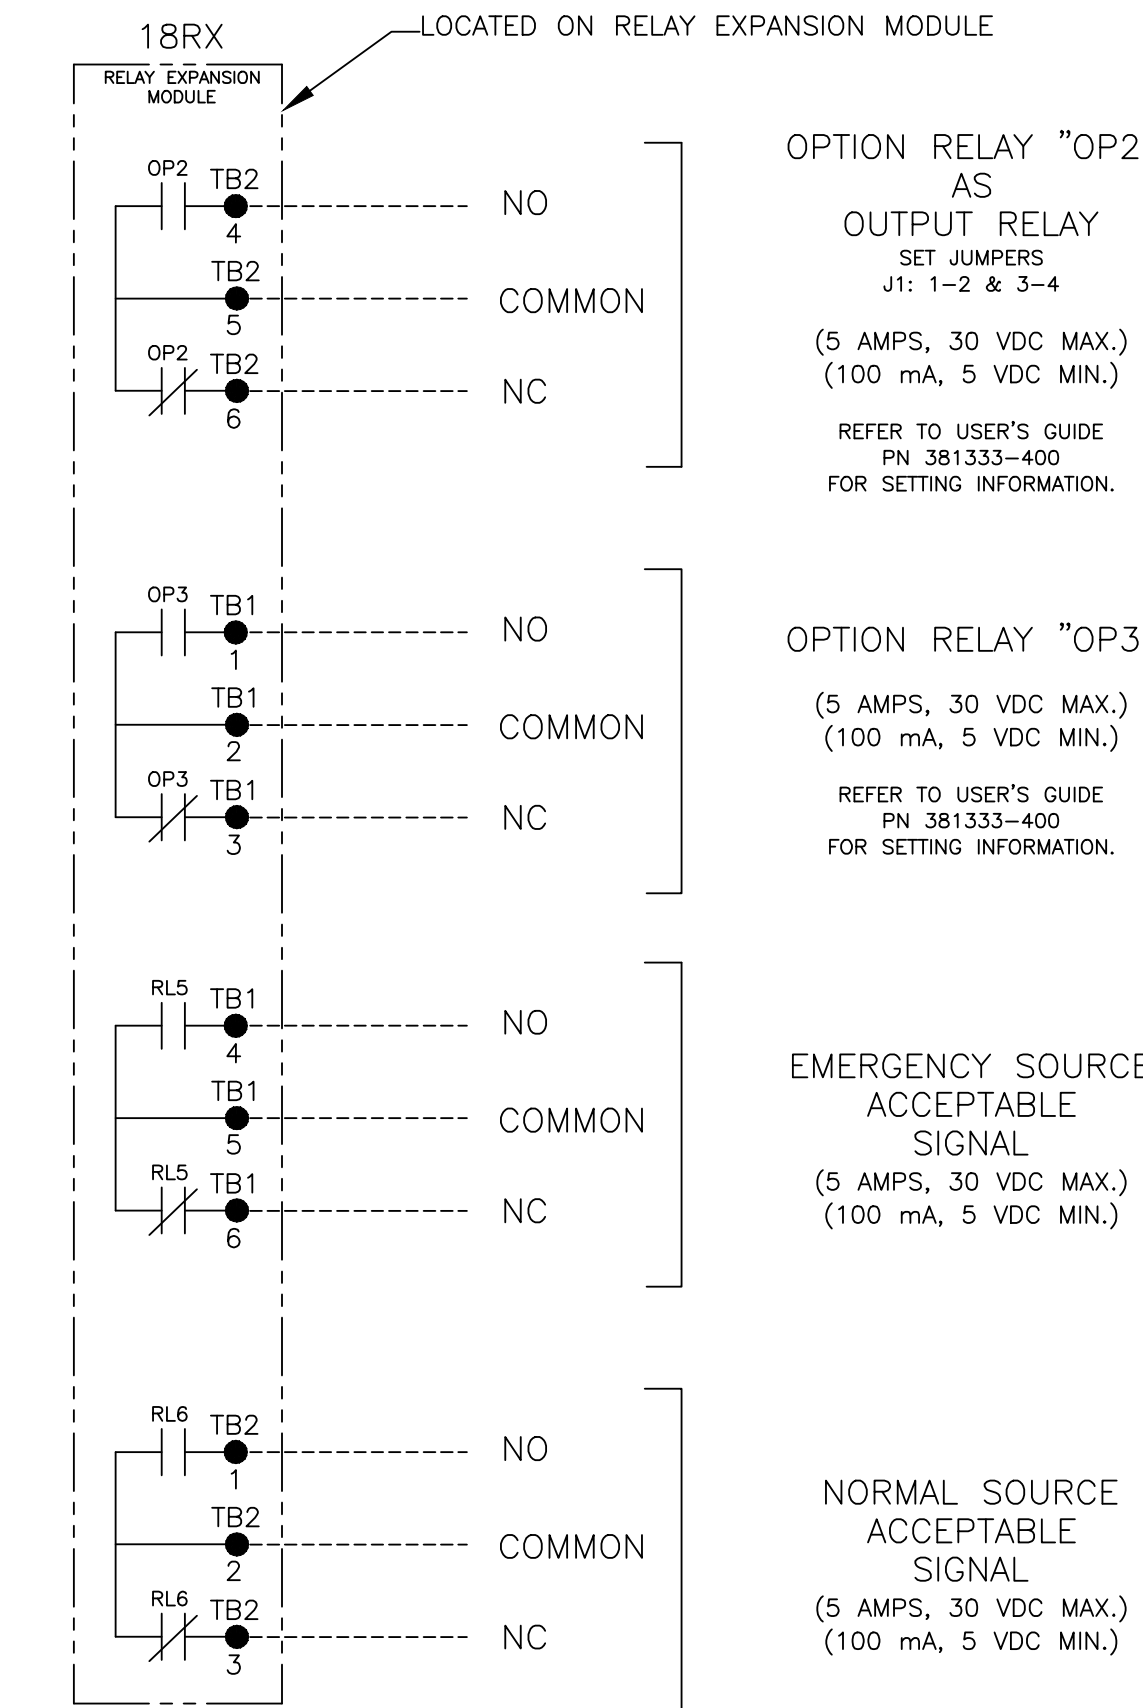 18RX
LOCATED ON RELAY EXPANSION MODULE
RELAY EXPANSION
MODULE
OP2
TB2
4
NO
TB2
5
COMMON
OP2
TB2
6
NC
OPTION RELAY "OP2
AS
OUTPUT RELAY
SET JUMPERS
J1: 1-2 & 3-4
(5 AMPS, 30 VDC MAX.)
(100 mA, 5 VDC MIN.)
REFER TO USER'S GUIDE
PN 381333-400
FOR SETTING INFORMATION.
OP3
TB1
1
NO
TB1
2
COMMON
OP3
TB1
3
NC
OPTION RELAY "OP3
(5 AMPS, 30 VDC MAX.)
(100 mA, 5 VDC MIN.)
REFER TO USER'S GUIDE
PN 381333-400
FOR SETTING INFORMATION.
RL5
TB1
4
NO
TB1
5
COMMON
RL5
TB1
6
NC
EMERGENCY SOURCE
ACCEPTABLE
SIGNAL
(5 AMPS, 30 VDC MAX.)
(100 mA, 5 VDC MIN.)
RL6
TB2
1
NO
TB2
2
COMMON
RL6
TB2
3
NC
NORMAL SOURCE
ACCEPTABLE
SIGNAL
(5 AMPS, 30 VDC MAX.)
(100 mA, 5 VDC MIN.)